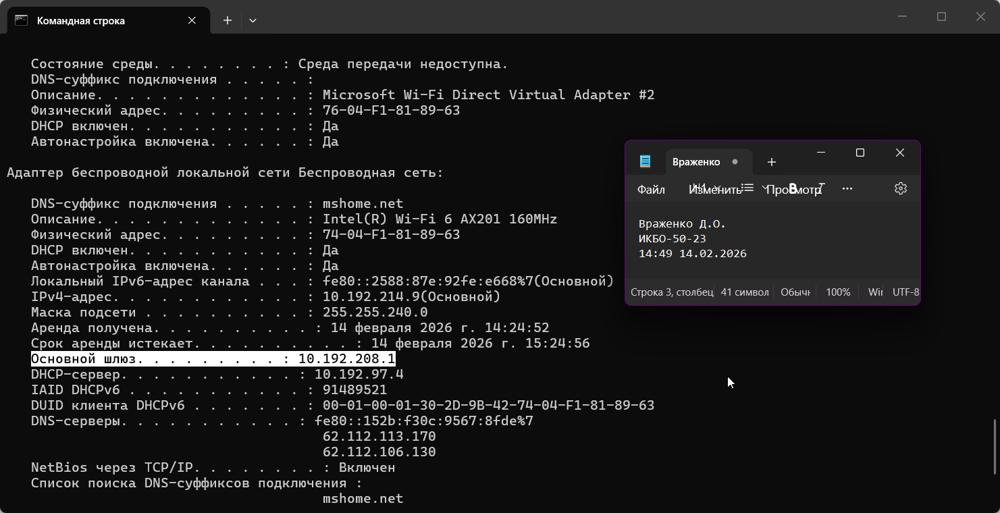 Командная строка
Состояние среды. . . . . . . . : Среда передачи недоступна.
DNS-суффикс подключения . . . . . :
Описание. . . . . . . . . . . . . : Microsoft Wi-Fi Direct Virtual Adapter #2
Физический адрес. . . . . . . . . : 76-04-F1-81-89-63
DHCP включен. . . . . . . . . . . : Да
Автонастройка включена. . . . . . : Да
Адаптер беспроводной локальной сети Беспроводная сеть:
DNS-суффикс подключения . . . . . : mshome.net
Описание. . . . . . . . . . . . . : Intel(R) Wi-Fi 6 AX201 160MHz
Физический адрес. . . . . . . . . : 74-04-F1-81-89-63
DHCP включен. . . . . . . . . . . : Да
Автонастройка включена. . . . . . : Да
Локальный IPv6-адрес канала . . . : fe80::2588:87e:92fe:e668%7(Основной)
IPv4-адрес. . . . . . . . . . . . : 10.192.214.9(Основной)
Маска подсети . . . . . . . . . . : 255.255.240.0
Аренда получена. . . . . . . . . . : 14 февраля 2026 г. 14:24:52
Срок аренды истекает. . . . . . . . . . : 14 февраля 2026 г. 15:24:56
Основной шлюз. . . . . . . . . : 10.192.208.1
DHCP-сервер. . . . . . . . . . . : 10.192.97.4
IAID DHCPv6 . . . . . . . . . . . : 91489521
DUID клиента DHCPv6 . . . . . . . : 00-01-00-01-30-2D-9B-42-74-04-F1-81-89-63
DNS-серверы. . . . . . . . . . . : fe80::152b:f30c:9567:8fde%7
62.112.113.170
62.112.106.130
NetBios через TCP/IP. . . . . . . . : Включен
Список поиска DNS-суффиксов подключения :
mshome.net
Враженко
Файл Изменить Просмотр B I
Враженко Д.О.
ИКБО-50-23
14:49 14.02.2026
Строка 3, столбец 41 символ Обычн 100% Wi UTF-8